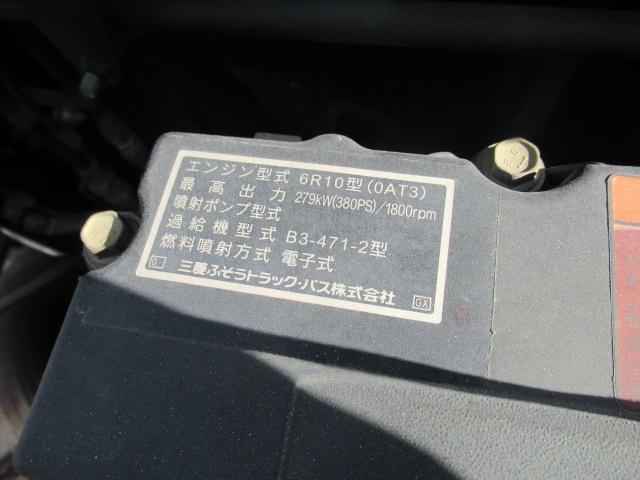 エンジン型式 6R10型(0AT3)
最高出力 279kW(380PS)/1800rpm
噴射ポンプ型式
過給機型式 B3-471-2型
燃料噴射方式 電子式
三菱ふそうトラック・バス株式会社
GX